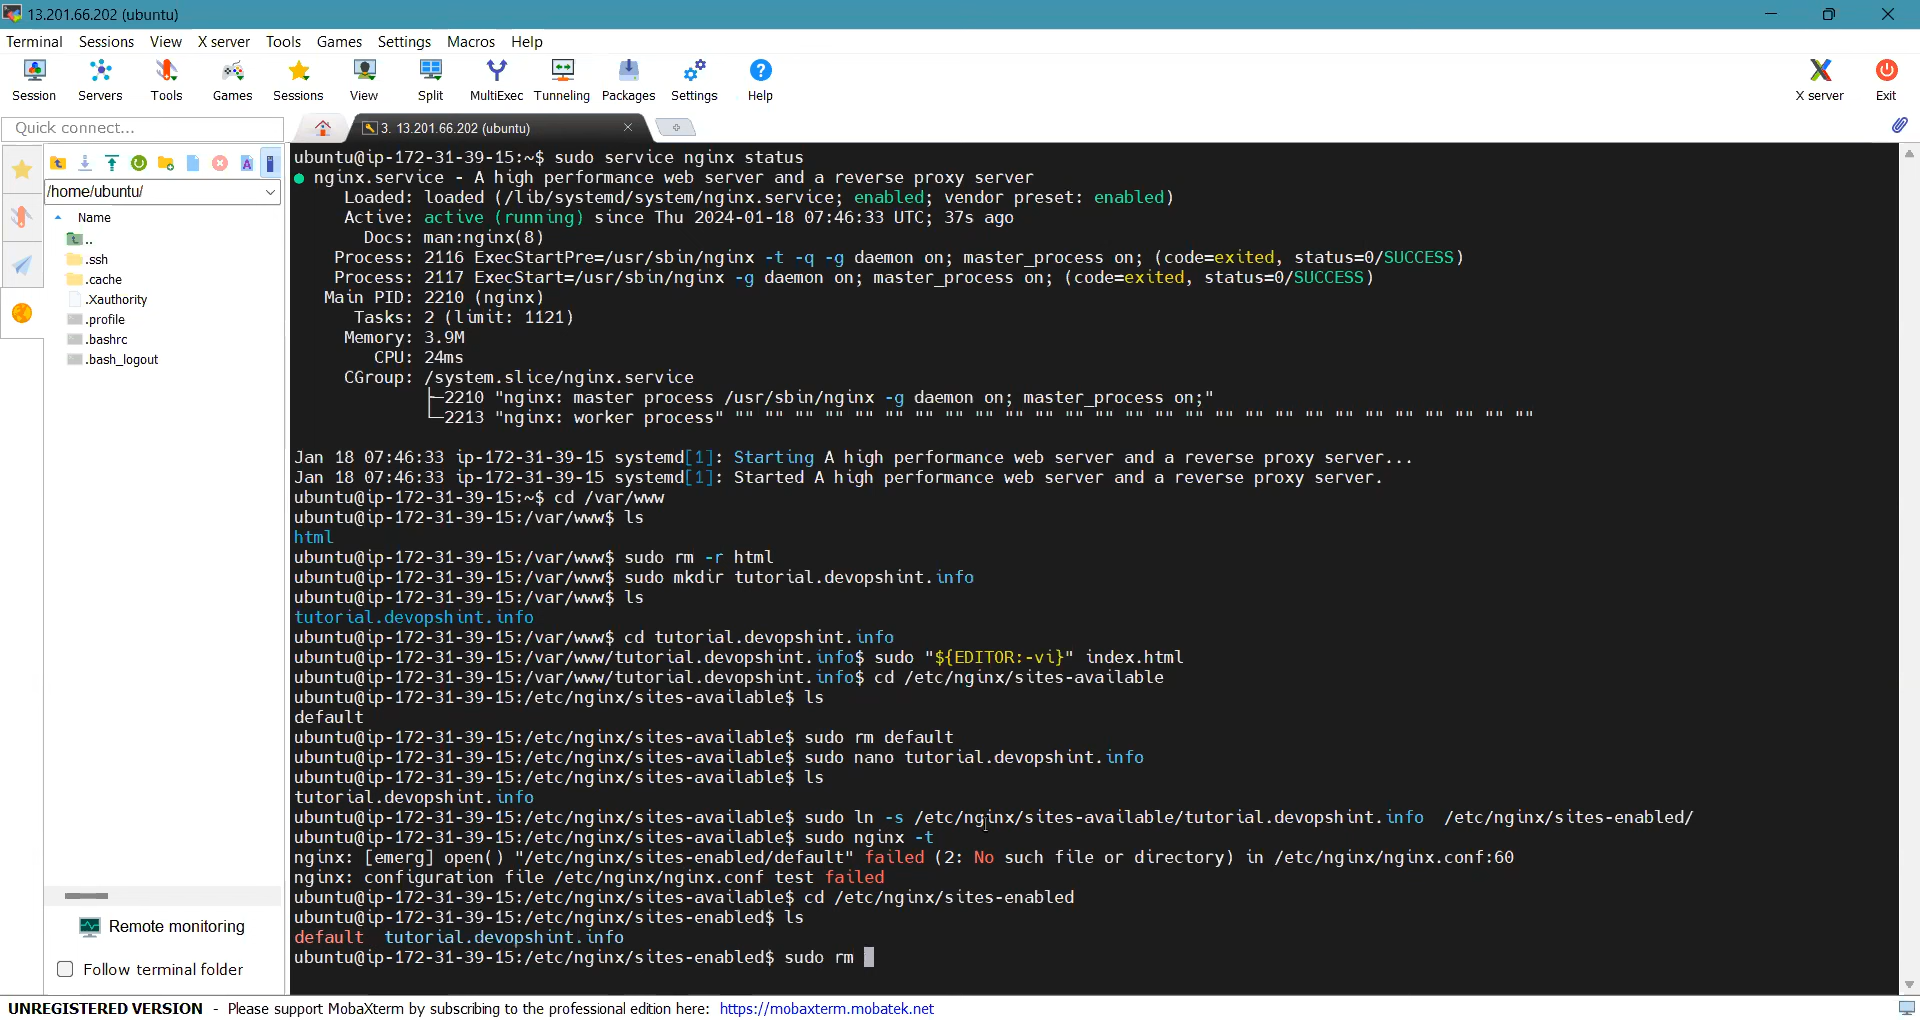 13.201.66.202 (ubuntu)
Terminal Sessions View X server Tools Games Settings Macros Help
Session Servers Tools Games Sessions View Split MultiExec Tunneling Packages Settings Help X server Exit
Quick connect...
3. 13.201.66.202 (ubuntu)
/home/ubuntu/
Name
..
.ssh
.cache
.Xauthority
.profile
.bashrc
.bash_logout
Remote monitoring
Follow terminal folder
ubuntu@ip-172-31-39-15:~$ sudo service nginx status
● nginx.service - A high performance web server and a reverse proxy server
Loaded: loaded (/lib/systemd/system/nginx.service; enabled; vendor preset: enabled)
Active: active (running) since Thu 2024-01-18 07:46:33 UTC; 37s ago
Docs: man:nginx(8)
Process: 2116 ExecStartPre=/usr/sbin/nginx -t -q -g daemon on; master_process on; (code=exited, status=0/SUCCESS)
Process: 2117 ExecStart=/usr/sbin/nginx -g daemon on; master_process on; (code=exited, status=0/SUCCESS)
Main PID: 2210 (nginx)
Tasks: 2 (limit: 1121)
Memory: 3.9M
CPU: 24ms
CGroup: /system.slice/nginx.service
├─2210 "nginx: master process /usr/sbin/nginx -g daemon on; master_process on;"
└─2213 "nginx: worker process" "" "" "" "" "" "" "" "" "" "" "" "" "" "" "" "" "" "" "" "" "" "" "" "" "" "" ""
Jan 18 07:46:33 ip-172-31-39-15 systemd[1]: Starting A high performance web server and a reverse proxy server...
Jan 18 07:46:33 ip-172-31-39-15 systemd[1]: Started A high performance web server and a reverse proxy server.
ubuntu@ip-172-31-39-15:~$ cd /var/www
ubuntu@ip-172-31-39-15:/var/www$ ls
html
ubuntu@ip-172-31-39-15:/var/www$ sudo rm -r html
ubuntu@ip-172-31-39-15:/var/www$ sudo mkdir tutorial.devopshint.info
ubuntu@ip-172-31-39-15:/var/www$ ls
tutorial.devopshint.info
ubuntu@ip-172-31-39-15:/var/www$ cd tutorial.devopshint.info
ubuntu@ip-172-31-39-15:/var/www/tutorial.devopshint.info$ sudo "${EDITOR:-vi}" index.html
ubuntu@ip-172-31-39-15:/var/www/tutorial.devopshint.info$ cd /etc/nginx/sites-available
ubuntu@ip-172-31-39-15:/etc/nginx/sites-available$ ls
default
ubuntu@ip-172-31-39-15:/etc/nginx/sites-available$ sudo rm default
ubuntu@ip-172-31-39-15:/etc/nginx/sites-available$ sudo nano tutorial.devopshint.info
ubuntu@ip-172-31-39-15:/etc/nginx/sites-available$ ls
tutorial.devopshint.info
ubuntu@ip-172-31-39-15:/etc/nginx/sites-available$ sudo ln -s /etc/nginx/sites-available/tutorial.devopshint.info  /etc/nginx/sites-enabled/
ubuntu@ip-172-31-39-15:/etc/nginx/sites-available$ sudo nginx -t
nginx: [emerg] open() "/etc/nginx/sites-enabled/default" failed (2: No such file or directory) in /etc/nginx/nginx.conf:60
nginx: configuration file /etc/nginx/nginx.conf test failed
ubuntu@ip-172-31-39-15:/etc/nginx/sites-available$ cd /etc/nginx/sites-enabled
ubuntu@ip-172-31-39-15:/etc/nginx/sites-enabled$ ls
default  tutorial.devopshint.info
ubuntu@ip-172-31-39-15:/etc/nginx/sites-enabled$ sudo rm
UNREGISTERED VERSION - Please support MobaXterm by subscribing to the professional edition here: https://mobaxterm.mobatek.net